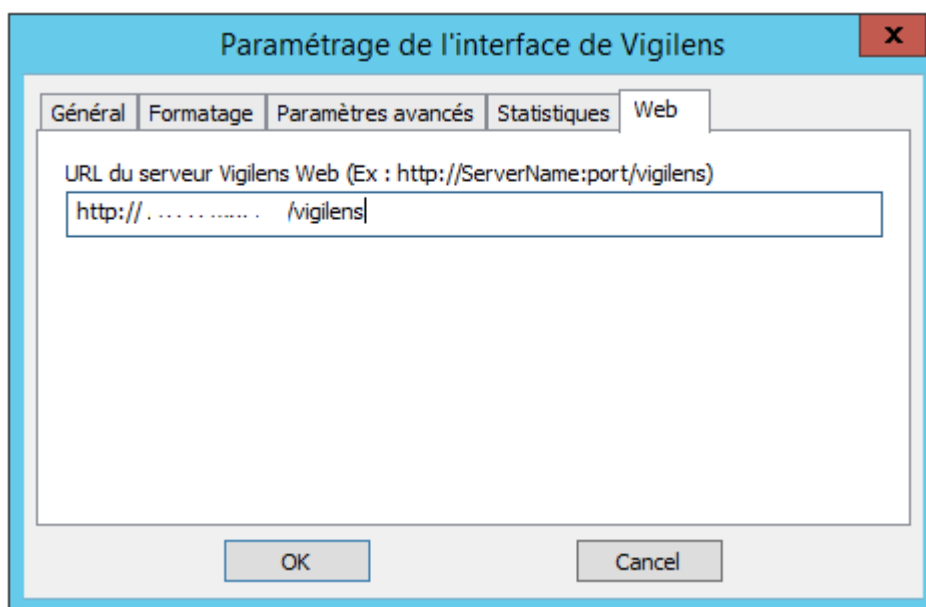 Paramétrage de l'interface de Vigilens
x
Général Formatage Paramètres avancés Statistiques Web
URL du serveur Vigilens Web (Ex : http://ServerName:port/vigilens)
http:// /vigilens
OK Cancel